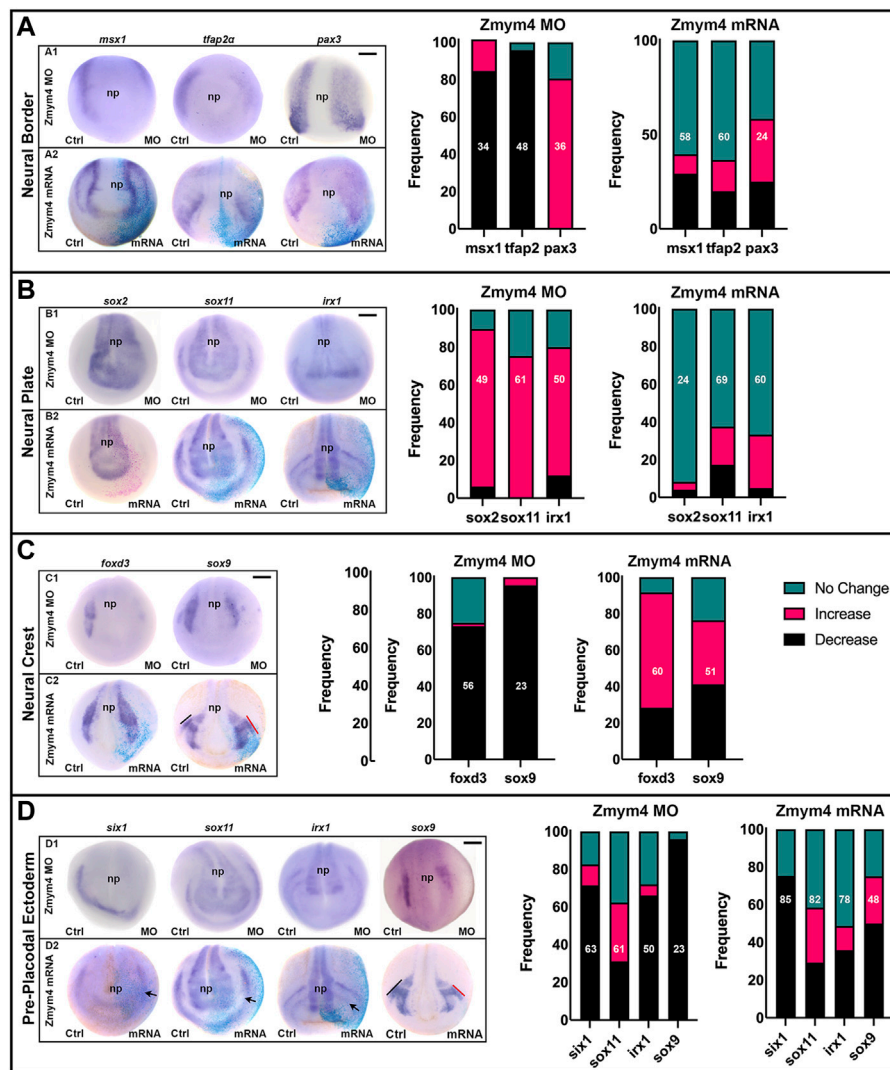 A
Neural Border
msx1 tfap2α pax3
A1
Zmym4 MO
np np np
Ctrl MO Ctrl MO Ctrl MO
A2
Zmym4 mRNA
np np np
Ctrl mRNA Ctrl mRNA Ctrl mRNA
Zmym4 MO
Frequency
100
80
60
40
20
0
34 48 36
msx1 tfap2 pax3
Zmym4 mRNA
Frequency
100
50
0
58 60 24
msx1 tfap2 pax3
B
Neural Plate
sox2 sox11 irx1
B1
Zmym4 MO
np np np
MO Ctrl MO Ctrl MO
B2
Zmym4 mRNA
np np np
Ctrl mRNA Ctrl mRNA Ctrl mRNA
Zmym4 MO
Frequency
100
80
60
40
20
0
49 61 50
sox2 sox11 irx1
Zmym4 mRNA
Frequency
100
80
60
40
20
0
24 69 60
sox2 sox11 irx1
C
Neural Crest
foxd3 sox9
C1
Zmym4 MO
np np
Ctrl MO Ctrl MO
C2
Zmym4 mRNA
np np
Ctrl mRNA Ctrl mRNA
Frequency
100
80
60
40
20
0
Zmym4 MO
Frequency
100
80
60
40
20
0
56 23
foxd3 sox9
Zmym4 mRNA
Frequency
100
80
60
40
20
0
60 51
foxd3 sox9
No Change
Increase
Decrease
D
Pre-Placodal Ectoderm
six1 sox11 irx1 sox9
D1
Zmym4 MO
np np np np
Ctrl MO Ctrl MO Ctrl MO Ctrl MO
D2
Zmym4 mRNA
np np np np
Ctrl mRNA Ctrl mRNA Ctrl mRNA Ctrl mRNA
Zmym4 MO
Frequency
100
80
60
40
20
0
63 61 50 23
six1 sox11 irx1 sox9
Zmym4 mRNA
Frequency
100
80
60
40
20
0
85 82 78 48
six1 sox11 irx1 sox9